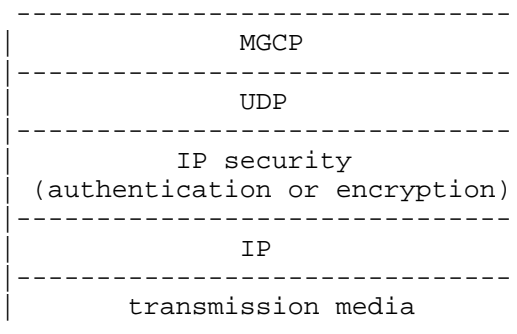 MGCP
UDP
IP security
(authentication or encryption)
IP
transmission media